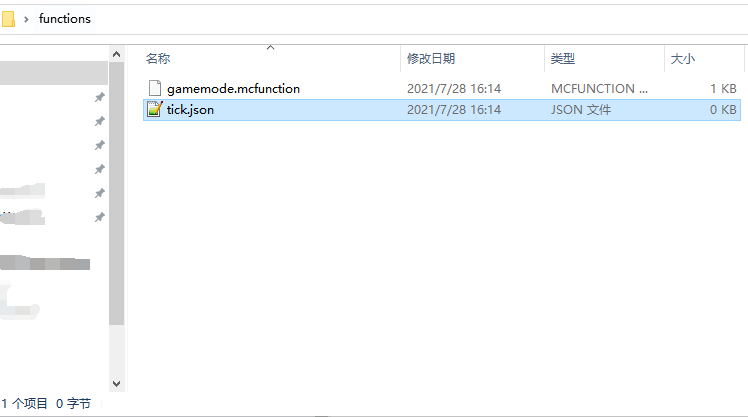 functions
名称 修改日期 类型 大小
gamemode.mcfunction 2021/7/28 16:14 MCFUNCTION ... 1 KB
tick.json 2021/7/28 16:14 JSON 文件 0 KB
1 个项目 0 字节